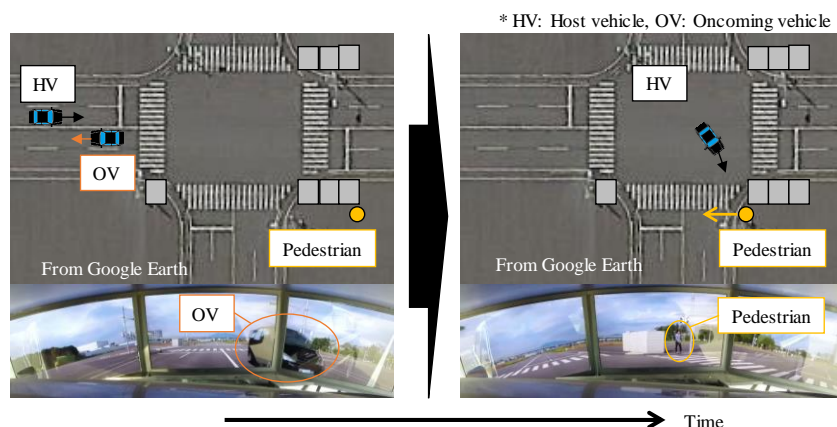 * HV: Host vehicle, OV: Oncoming vehicle
HV
OV
Pedestrian
From Google Earth
OV
HV
Pedestrian
From Google Earth
Pedestrian
Time